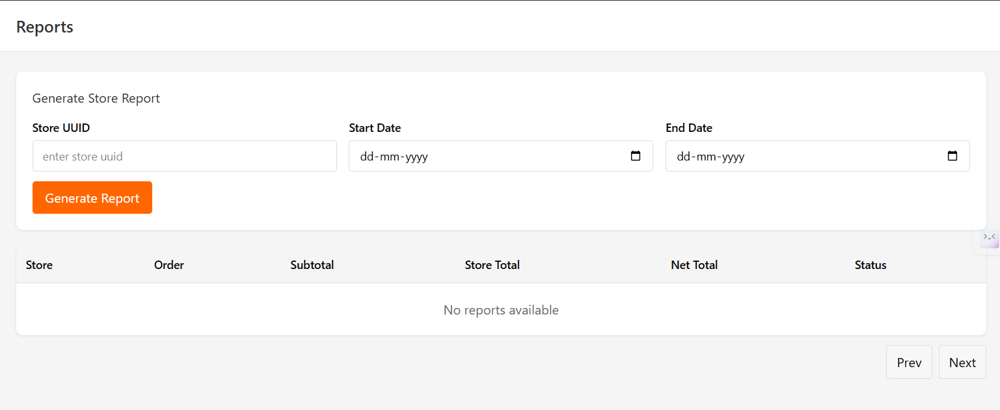 Reports
Generate Store Report
Store UUID Start Date End Date
enter store uuid dd-mm-yyyy dd-mm-yyyy
Generate Report
Store Order Subtotal Store Total Net Total Status
No reports available
Prev Next